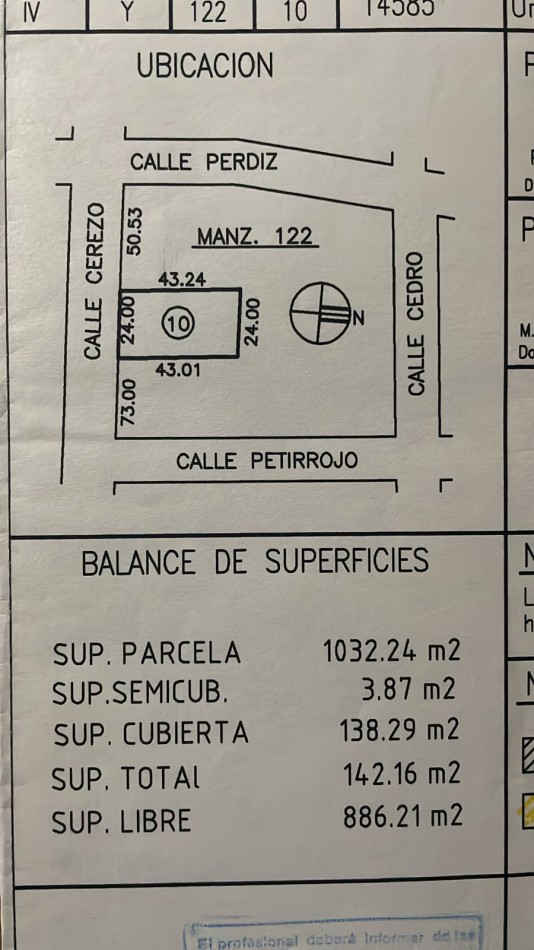 IV Y 122 10 14585
UBICACION
CALLE PERDIZ
CALLE CEREZO
50.53
MANZ. 122
43.24
24.00
10
24.00
N
CALLE CEDRO
43.01
73.00
CALLE PETIRROJO
BALANCE DE SUPERFICIES
SUP. PARCELA 1032.24 m2
SUP.SEMICUB. 3.87 m2
SUP. CUBIERTA 138.29 m2
SUP. TOTAl 142.16 m2
SUP. LIBRE 886.21 m2
El profesional deberá informar de las